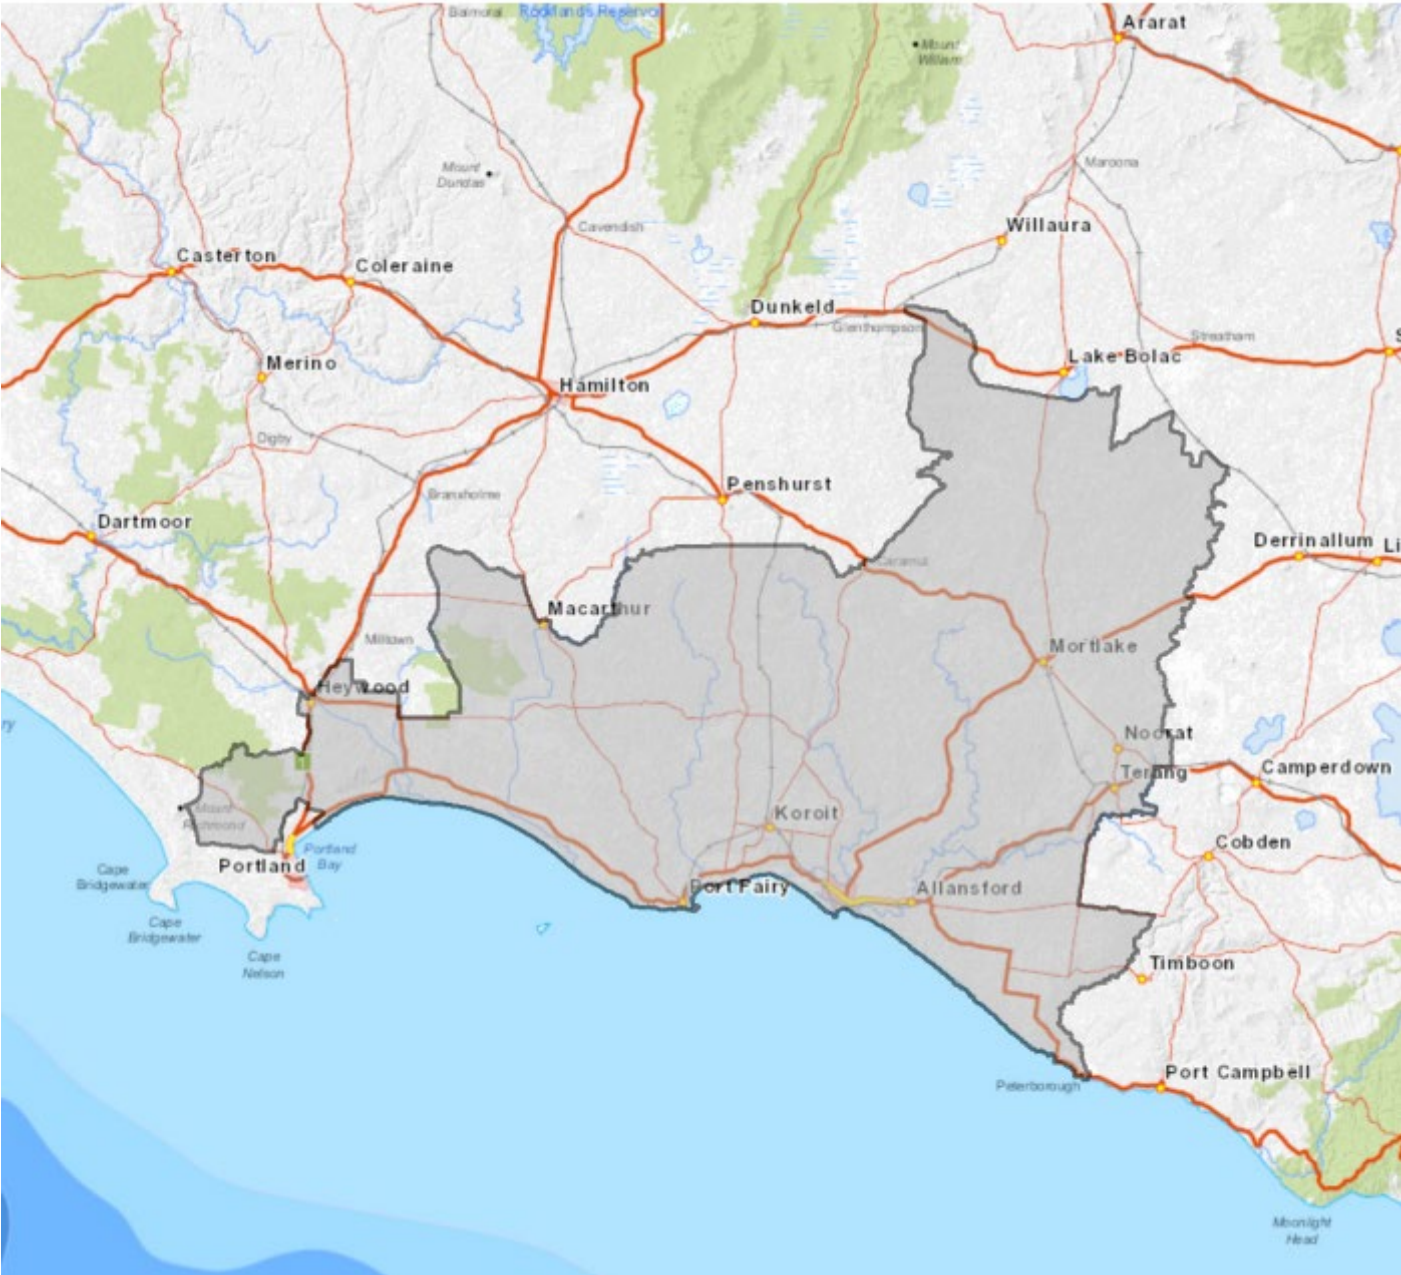 Balmoral
Rocklands Reservoir
Ararat
Mount
William
Mount
Dundas
Maroona
Cavendish
Willaura
Casterton
Coleraine
Dunkeld
Glenthompson
Streatham
S
Lake Bolac
Merino
Hamilton
Digby
Penshurst
Branxholme
Dartmoor
Derrinallum
Li
Caramut
Macarthur
Milltown
Mortlake
Heywood
ry
Noorat
Terang
Camperdown
Mount
Richmond
Koroit
Cobden
Portland
Portland
Bay
Cape
Bridgewater
Port Fairy
Allansford
Cape
Bridgewater
Cape
Nelson
Timboon
Port Campbell
Peterborough
Moonlight
Head